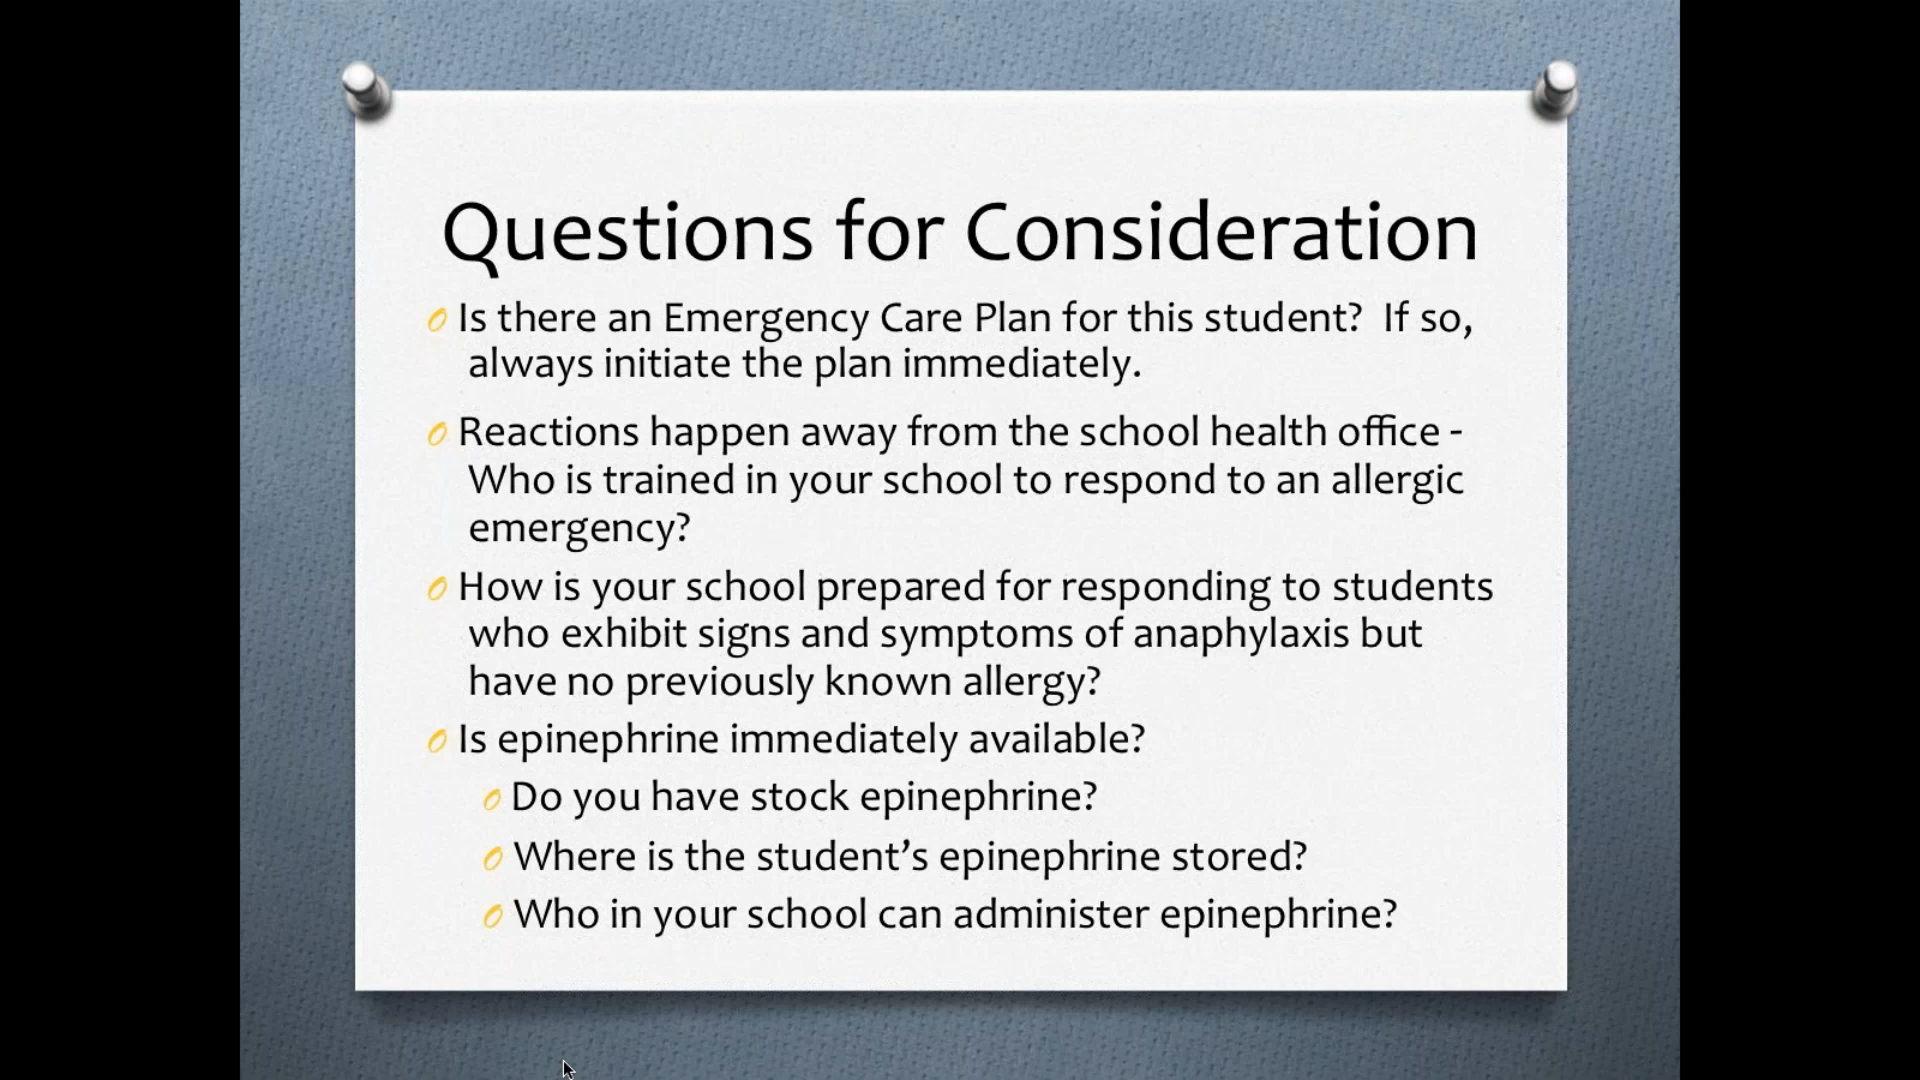 Questions for Consideration
Is there an Emergency Care Plan for this student?  If so,
always initiate the plan immediately.
Reactions happen away from the school health office -
Who is trained in your school to respond to an allergic
emergency?
How is your school prepared for responding to students
who exhibit signs and symptoms of anaphylaxis but
have no previously known allergy?
Is epinephrine immediately available?
Do you have stock epinephrine?
Where is the student’s epinephrine stored?
Who in your school can administer epinephrine?